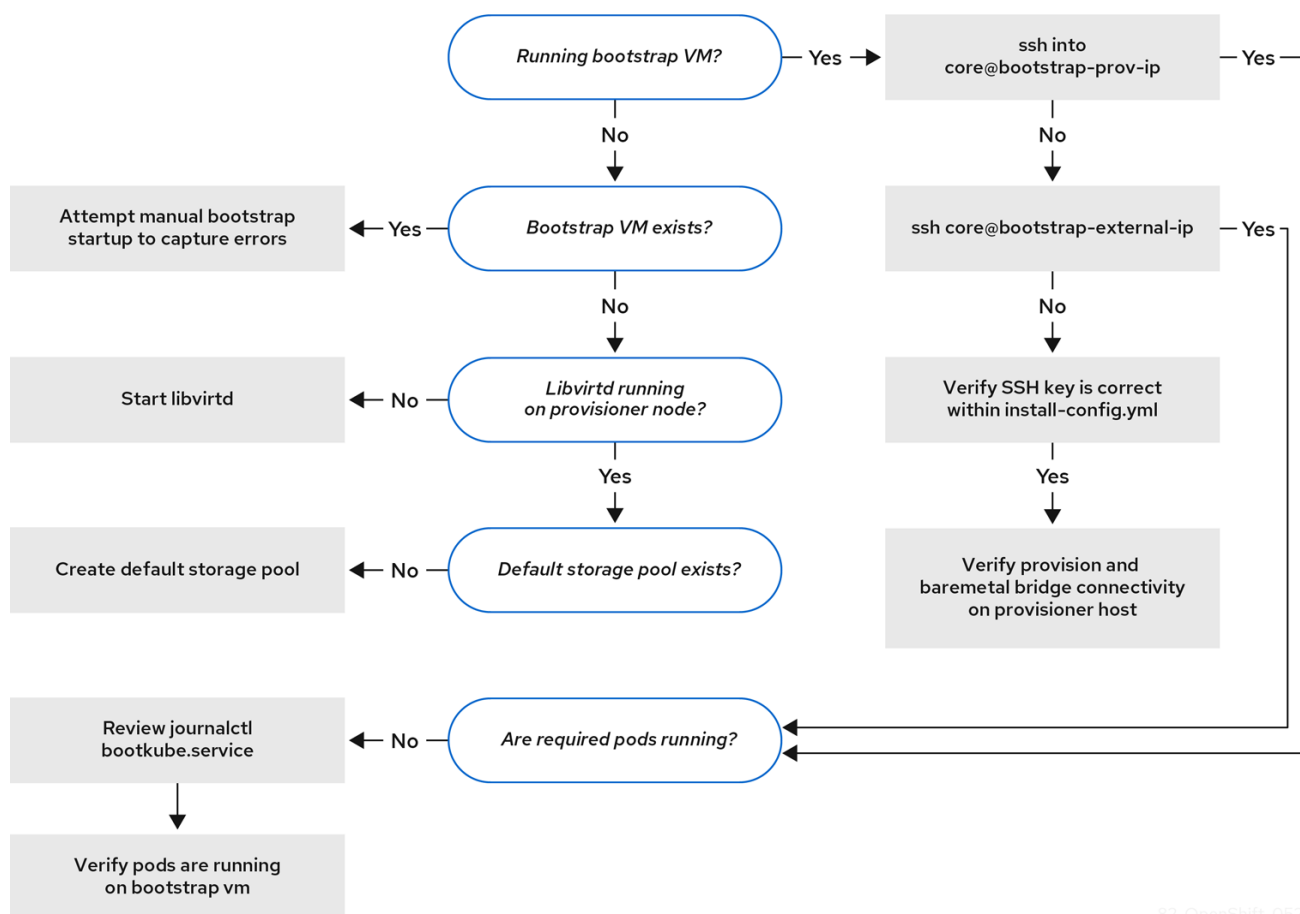 Running bootstrap VM?
Yes
ssh into
core@bootstrap-prov-ip
Yes
No
No
Attempt manual bootstrap
startup to capture errors
Yes
Bootstrap VM exists?
ssh core@bootstrap-external-ip
Yes
No
No
Start libvirtd
No
Libvirtd running
on provisioner node?
Verify SSH key is correct
within install-config.yml
Yes
Yes
Create default storage pool
No
Default storage pool exists?
Verify provision and
baremetal bridge connectivity
on provisioner host
Review journalctl
bootkube.service
No
Are required pods running?
Verify pods are running
on bootstrap vm